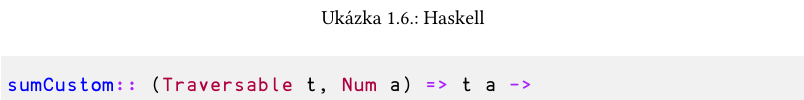 Ukázka 1.6.: Haskell
sumCustom:: (Traversable t, Num a) => t a ->